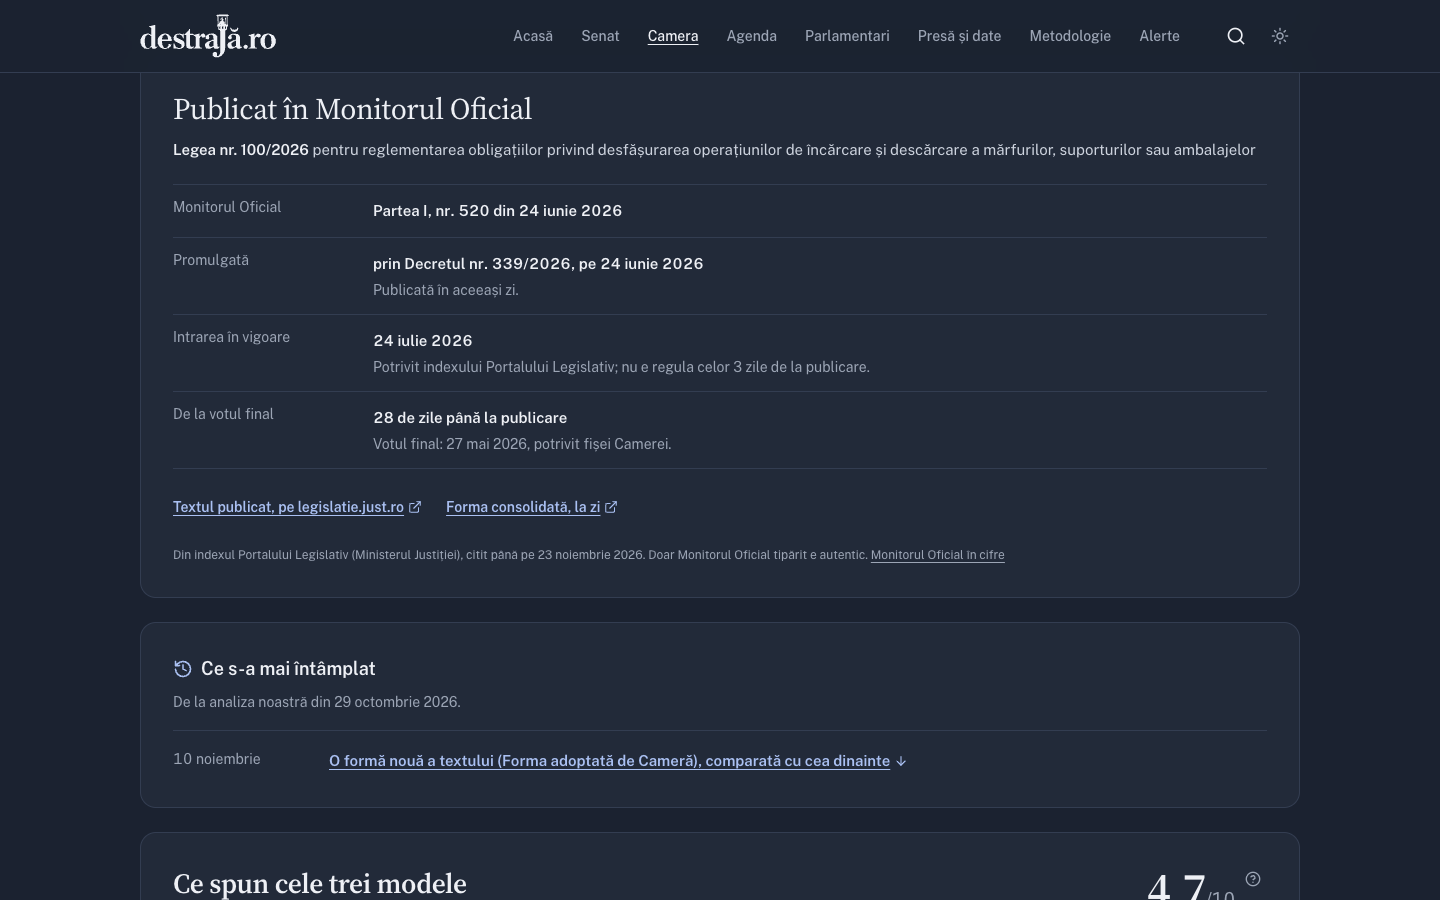 destrajă.ro
Acasă
Senat
Camera
Agenda
Parlamentari
Presă și date
Metodologie
Alerte
Publicat în Monitorul Oficial
Legea nr. 100/2026 pentru reglementarea obligațiilor privind desfășurarea operațiunilor de încărcare și descărcare a mărfurilor, suporturilor sau ambalajelor
Monitorul Oficial
Partea I, nr. 520 din 24 iunie 2026
Promulgată
prin Decretul nr. 339/2026, pe 24 iunie 2026
Publicată în aceeași zi.
Intrarea în vigoare
24 iulie 2026
Potrivit indexului Portalului Legislativ; nu e regula celor 3 zile de la publicare.
De la votul final
28 de zile până la publicare
Votul final: 27 mai 2026, potrivit fișei Camerei.
Textul publicat, pe legislatie.just.ro
Forma consolidată, la zi
Din indexul Portalului Legislativ (Ministerul Justiției), citit până pe 23 noiembrie 2026. Doar Monitorul Oficial tipărit e autentic. Monitorul Oficial în cifre
Ce s-a mai întâmplat
De la analiza noastră din 29 octombrie 2026.
10 noiembrie
O formă nouă a textului (Forma adoptată de Cameră), comparată cu cea dinainte ↓
Ce spun cele trei modele
4,7/10